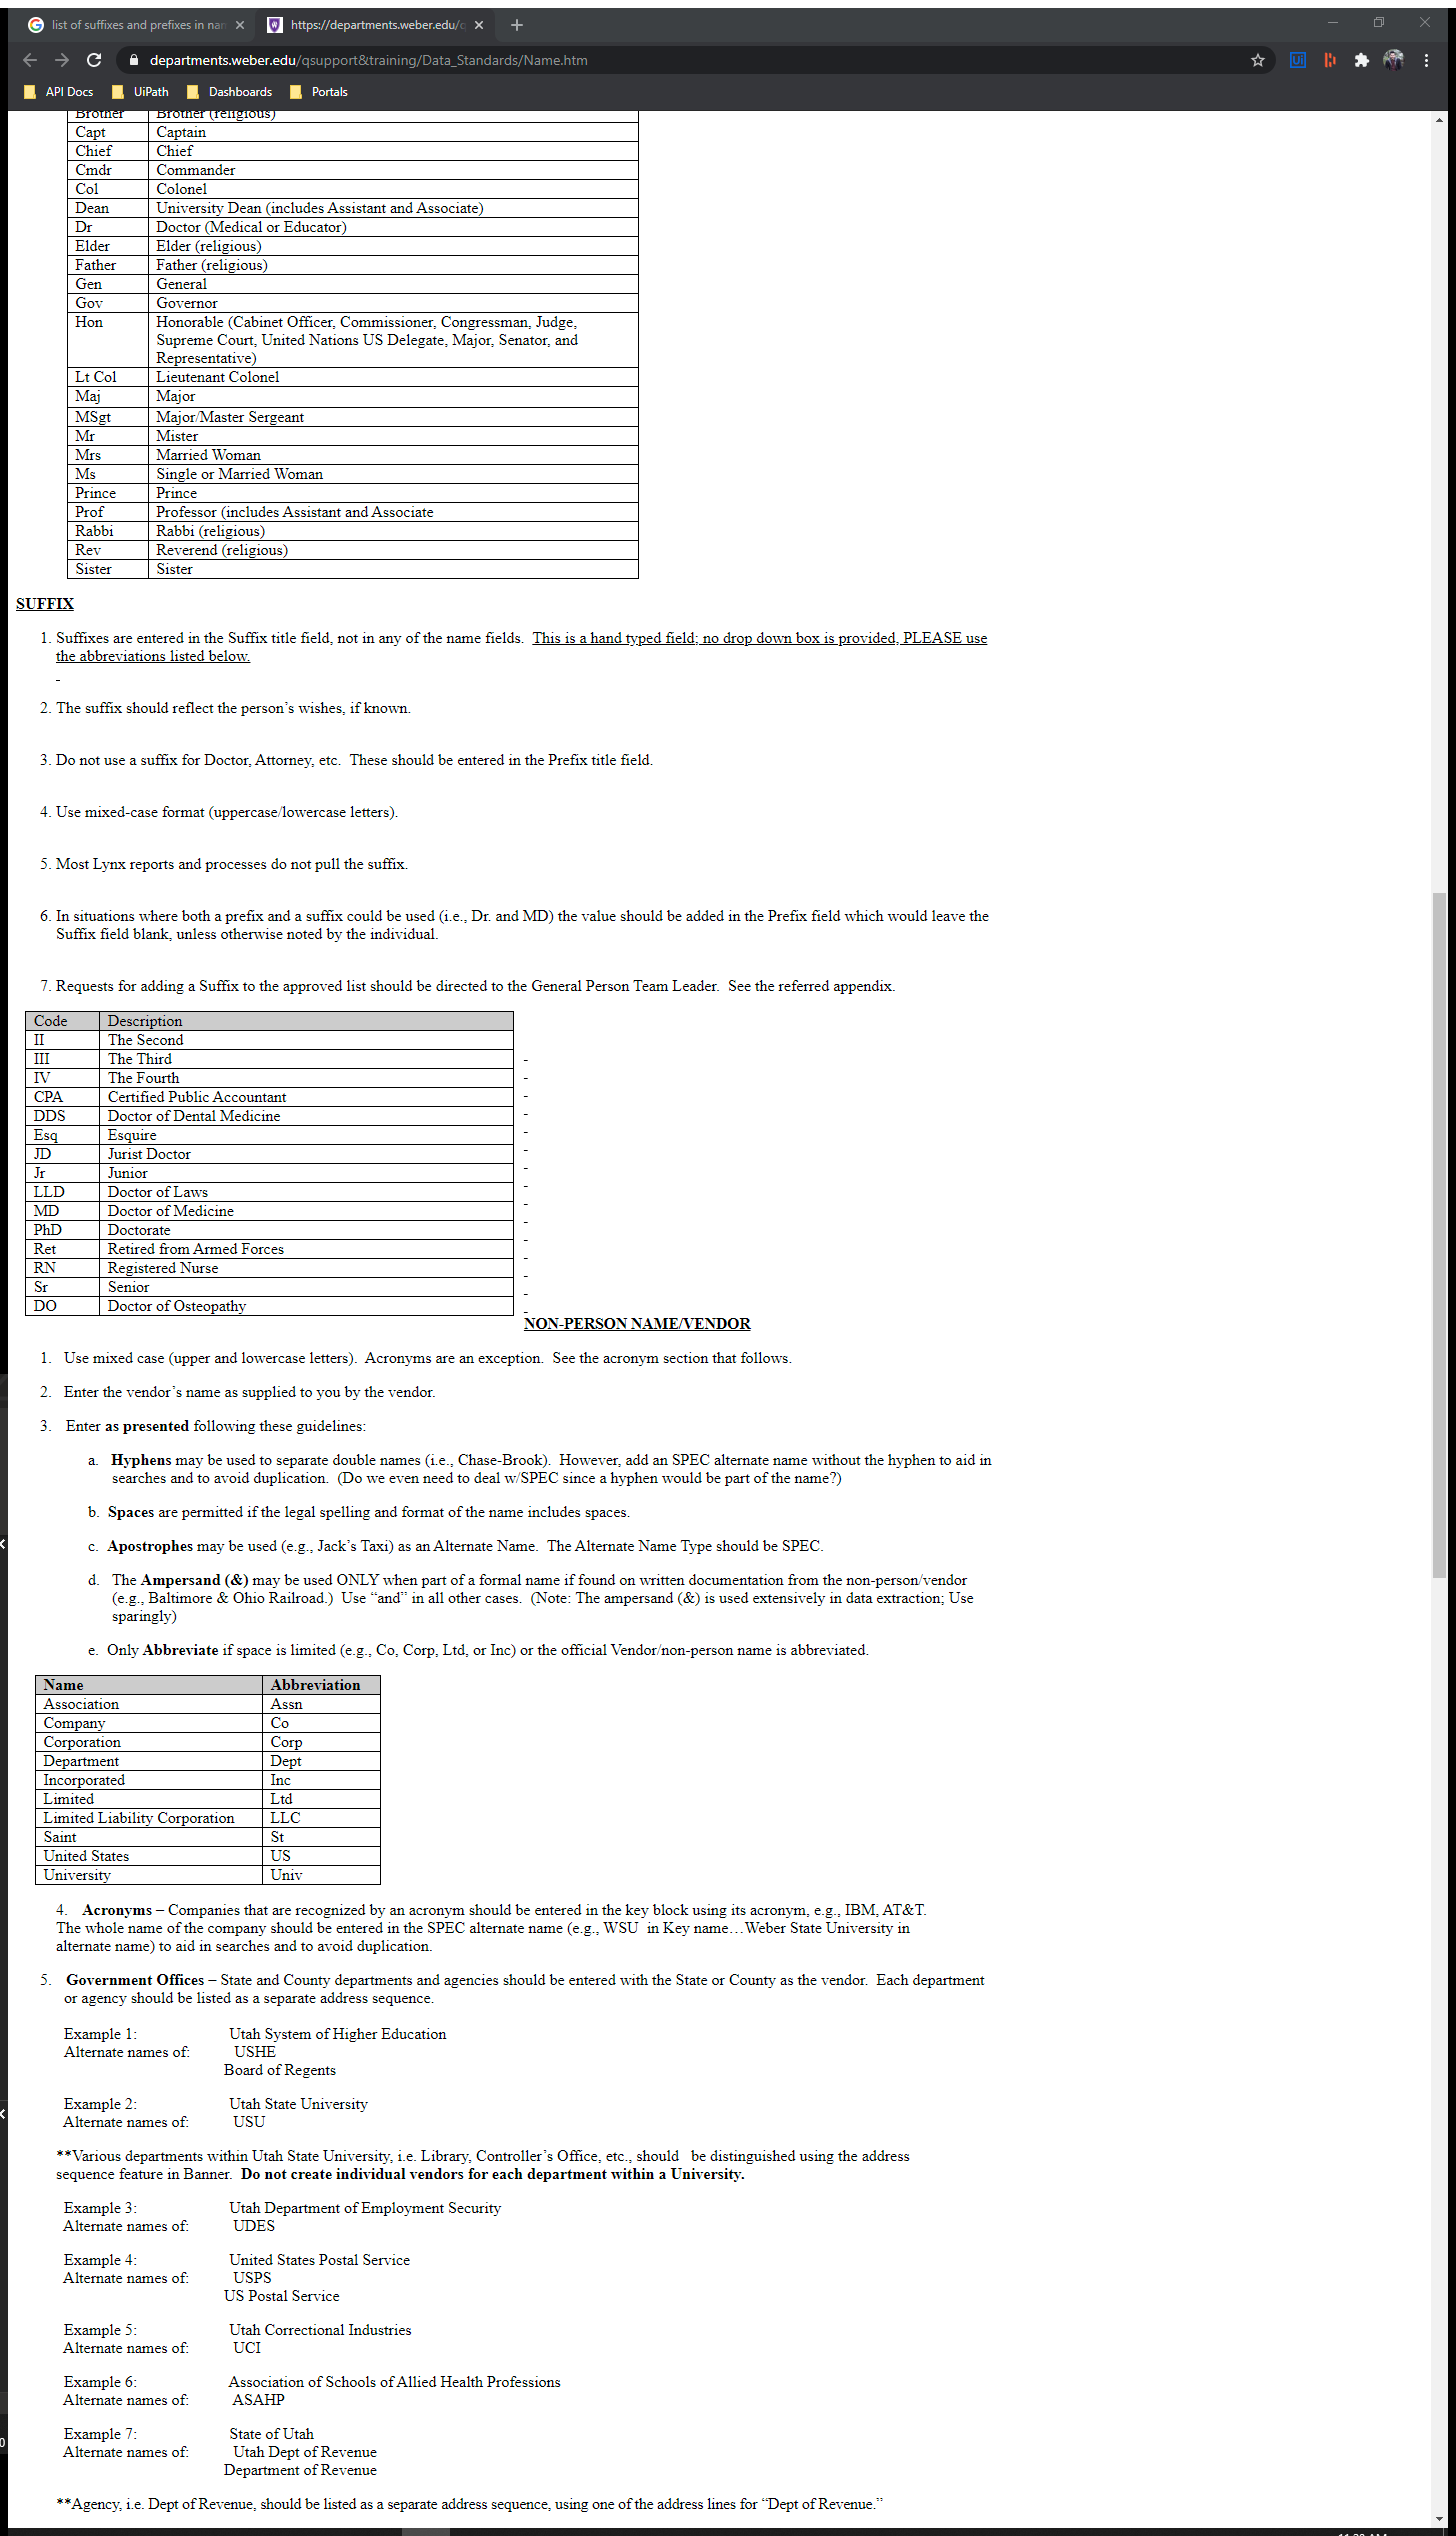 list of suffixes and prefixes in nam
https://departments.weber.edu/q
departments.weber.edu/qsupport&training/Data_Standards/Name.htm
API Docs UiPath Dashboards Portals
Brother Brother (religious)
Capt Captain
Chief Chief
Cmdr Commander
Col Colonel
Dean University Dean (includes Assistant and Associate)
Dr Doctor (Medical or Educator)
Elder Elder (religious)
Father Father (religious)
Gen General
Gov Governor
Hon Honorable (Cabinet Officer, Commissioner, Congressman, Judge,
Supreme Court, United Nations US Delegate, Major, Senator, and
Representative)
Lt Col Lieutenant Colonel
Maj Major
MSgt Major/Master Sergeant
Mr Mister
Mrs Married Woman
Ms Single or Married Woman
Prince Prince
Prof Professor (includes Assistant and Associate
Rabbi Rabbi (religious)
Rev Reverend (religious)
Sister Sister
SUFFIX
1. Suffixes are entered in the Suffix title field, not in any of the name fields. This is a hand typed field; no drop down box is provided, PLEASE use
the abbreviations listed below.
2. The suffix should reflect the person’s wishes, if known.
3. Do not use a suffix for Doctor, Attorney, etc. These should be entered in the Prefix title field.
4. Use mixed-case format (uppercase/lowercase letters).
5. Most Lynx reports and processes do not pull the suffix.
6. In situations where both a prefix and a suffix could be used (i.e., Dr. and MD) the value should be added in the Prefix field which would leave the
Suffix field blank, unless otherwise noted by the individual.
7. Requests for adding a Suffix to the approved list should be directed to the General Person Team Leader. See the referred appendix.
Code Description
II The Second
III The Third
IV The Fourth
CPA Certified Public Accountant
DDS Doctor of Dental Medicine
Esq Esquire
JD Jurist Doctor
Jr Junior
LLD Doctor of Laws
MD Doctor of Medicine
PhD Doctorate
Ret Retired from Armed Forces
RN Registered Nurse
Sr Senior
DO Doctor of Osteopathy
NON-PERSON NAME/VENDOR
1. Use mixed case (upper and lowercase letters). Acronyms are an exception. See the acronym section that follows.
2. Enter the vendor’s name as supplied to you by the vendor.
3. Enter as presented following these guidelines:
a. Hyphens may be used to separate double names (i.e., Chase-Brook). However, add an SPEC alternate name without the hyphen to aid in
searches and to avoid duplication. (Do we even need to deal w/SPEC since a hyphen would be part of the name?)
b. Spaces are permitted if the legal spelling and format of the name includes spaces.
c. Apostrophes may be used (e.g., Jack’s Taxi) as an Alternate Name. The Alternate Name Type should be SPEC.
d. The Ampersand (&) may be used ONLY when part of a formal name if found on written documentation from the non-person/vendor
(e.g., Baltimore & Ohio Railroad.) Use “and” in all other cases. (Note: The ampersand (&) is used extensively in data extraction; Use
sparingly)
e. Only Abbreviate if space is limited (e.g., Co, Corp, Ltd, or Inc) or the official Vendor/non-person name is abbreviated.
Name Abbreviation
Association Assn
Company Co
Corporation Corp
Department Dept
Incorporated Inc
Limited Ltd
Limited Liability Corporation LLC
Saint St
United States US
University Univ
4. Acronyms – Companies that are recognized by an acronym should be entered in the key block using its acronym, e.g., IBM, AT&T.
The whole name of the company should be entered in the SPEC alternate name (e.g., WSU in Key name…Weber State University in
alternate name) to aid in searches and to avoid duplication.
5. Government Offices – State and County departments and agencies should be entered with the State or County as the vendor. Each department
or agency should be listed as a separate address sequence.
Example 1: Utah System of Higher Education
Alternate names of: USHE
Board of Regents
Example 2: Utah State University
Alternate names of: USU
**Various departments within Utah State University, i.e. Library, Controller’s Office, etc., should be distinguished using the address
sequence feature in Banner. Do not create individual vendors for each department within a University.
Example 3: Utah Department of Employment Security
Alternate names of: UDES
Example 4: United States Postal Service
Alternate names of: USPS
US Postal Service
Example 5: Utah Correctional Industries
Alternate names of: UCI
Example 6: Association of Schools of Allied Health Professions
Alternate names of: ASAHP
Example 7: State of Utah
Alternate names of: Utah Dept of Revenue
Department of Revenue
**Agency, i.e. Dept of Revenue, should be listed as a separate address sequence, using one of the address lines for “Dept of Revenue.”